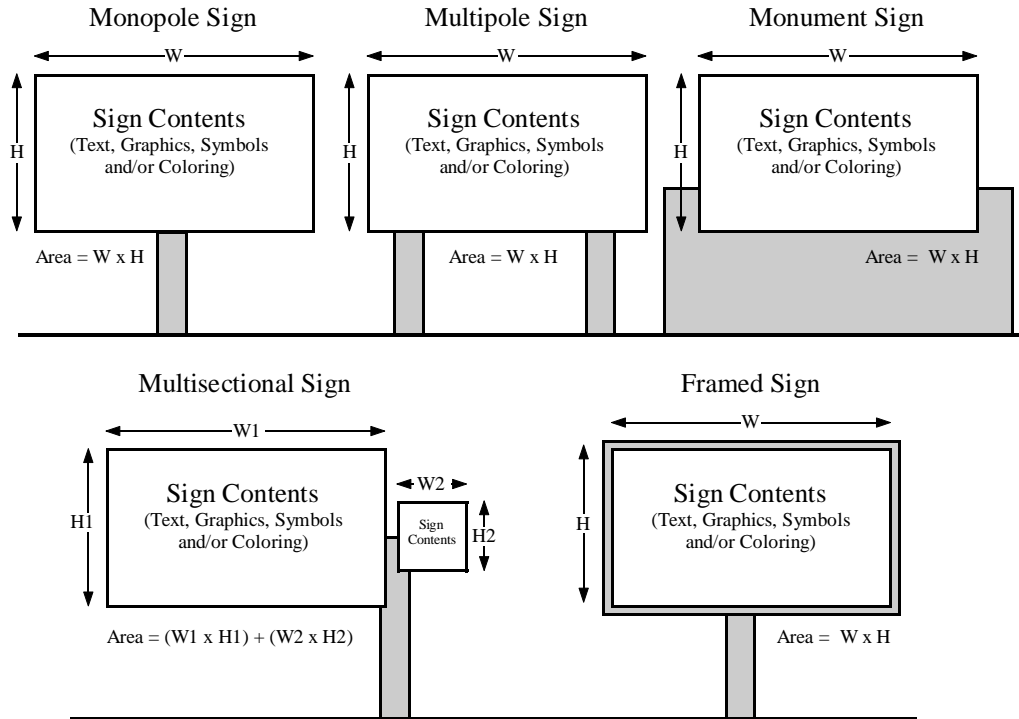 Monopole Sign
W
H
Sign Contents
(Text, Graphics, Symbols
and/or Coloring)
Area = W x H
Multipole Sign
W
H
Sign Contents
(Text, Graphics, Symbols
and/or Coloring)
Area = W x H
Monument Sign
W
H
Sign Contents
(Text, Graphics, Symbols
and/or Coloring)
Area = W x H
Multisectional Sign
W1
H1
Sign Contents
(Text, Graphics, Symbols
and/or Coloring)
W2
H2
Sign
Contents
Area = (W1 x H1) + (W2 x H2)
Framed Sign
W
H
Sign Contents
(Text, Graphics, Symbols
and/or Coloring)
Area = W x H